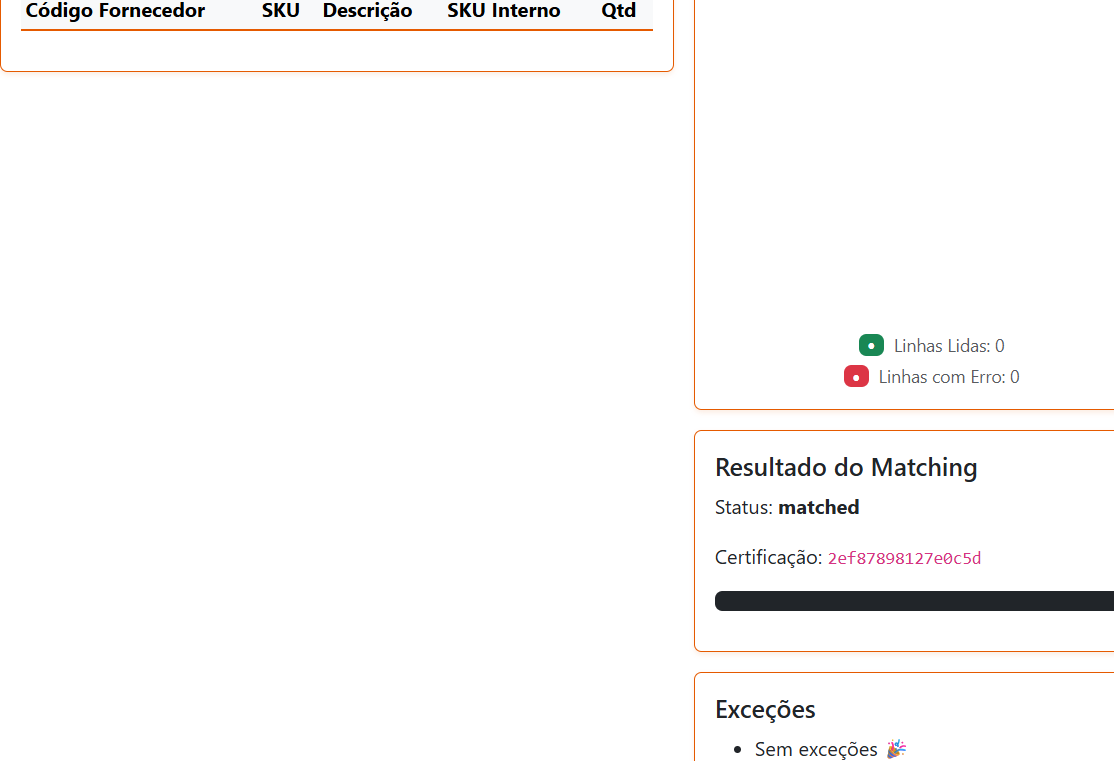 Código Fornecedor SKU Descrição SKU Interno Qtd
Linhas Lidas: 0
Linhas com Erro: 0
Resultado do Matching
Status: matched
Certificação: 2ef87898127e0c5d
Exceções
Sem exceções 🎉